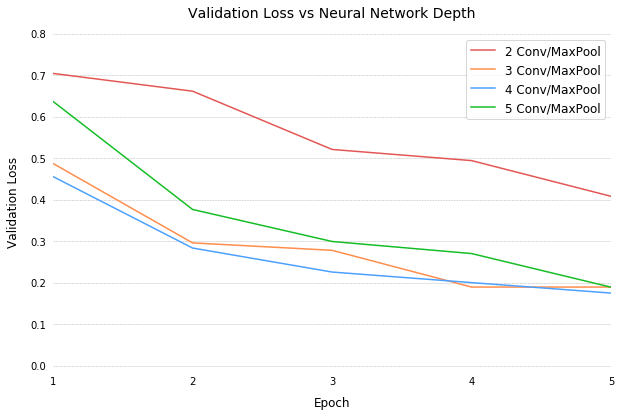 Validation Loss vs Neural Network Depth
0.8
0.7
0.6
0.5
0.4
0.3
0.2
0.1
0.0
Validation Loss
2 Conv/MaxPool
3 Conv/MaxPool
4 Conv/MaxPool
5 Conv/MaxPool
1 2 3 4 5
Epoch